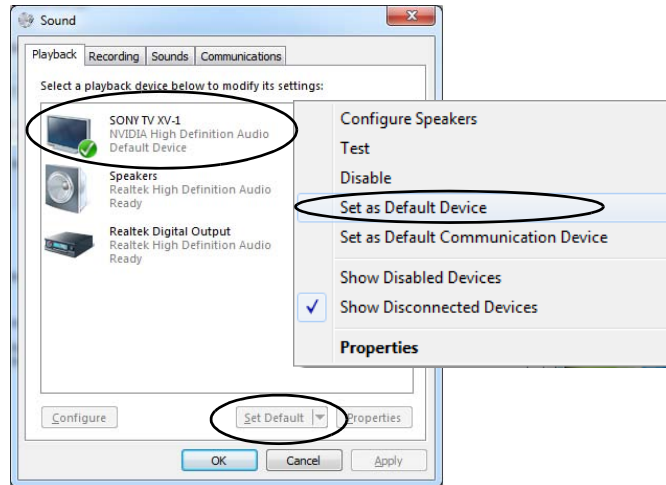 Sound
Playback Recording Sounds Communications
Select a playback device below to modify its settings:
SONY TV XV-1
NVIDIA High Definition Audio
Default Device
Speakers
Realtek High Definition Audio
Ready
Realtek Digital Output
Realtek High Definition Audio
Ready
Configure Speakers
Test
Disable
Set as Default Device
Set as Default Communication Device
Show Disabled Devices
Show Disconnected Devices
Properties
Configure Set Default Properties
OK Cancel Apply